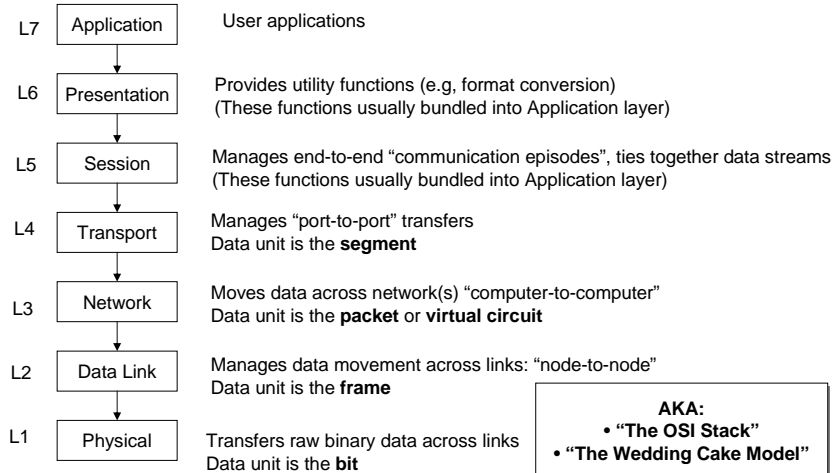 L7 Application User applications
L6 Presentation Provides utility functions (e.g, format conversion)
(These functions usually bundled into Application layer)
L5 Session Manages end-to-end “communication episodes”, ties together data streams
(These functions usually bundled into Application layer)
L4 Transport Manages “port-to-port” transfers
Data unit is the segment
L3 Network Moves data across network(s) “computer-to-computer”
Data unit is the packet or virtual circuit
L2 Data Link Manages data movement across links: “node-to-node”
Data unit is the frame
L1 Physical Transfers raw binary data across links
Data unit is the bit
AKA:
• “The OSI Stack”
• “The Wedding Cake Model”